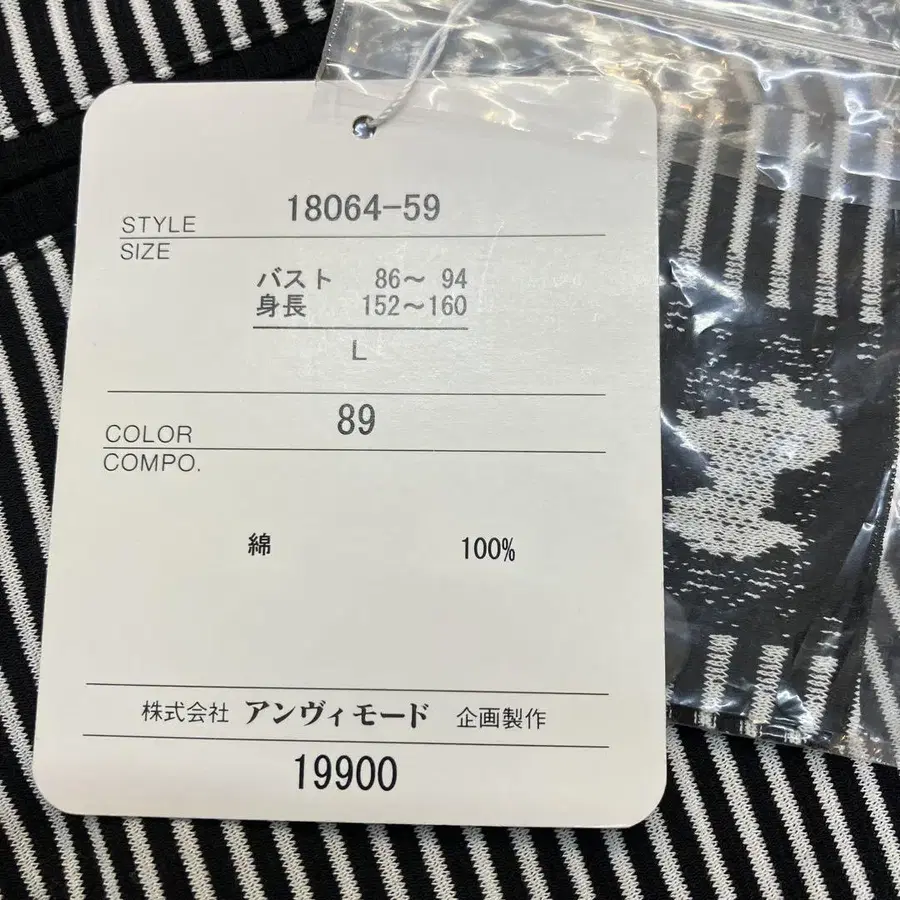 STYLE 18064-59
SIZE
バスト 86～ 94
身長 152～160
L
COLOR 89
COMPO.
綿 100%
株式会社 アンヴィモード 企画製作
19900